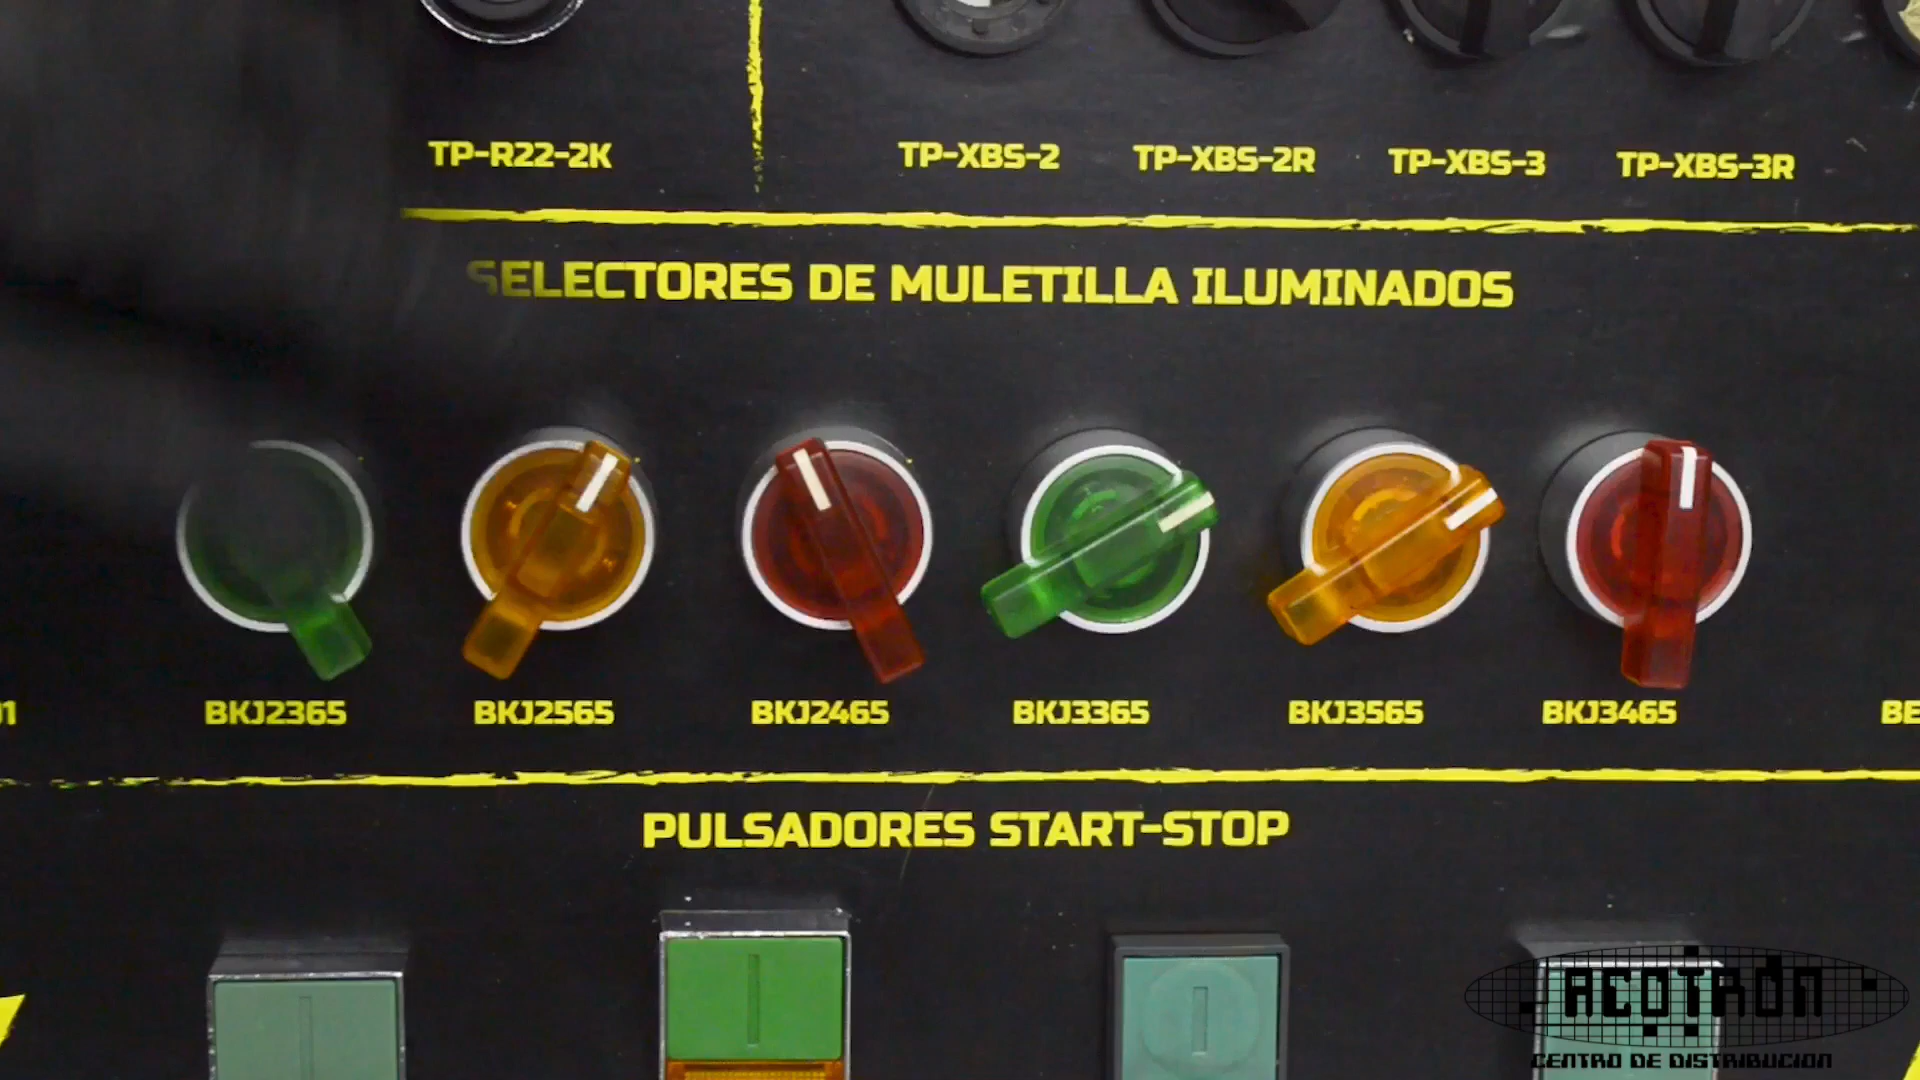 TP-R22-2K
TP-XBS-2
TP-XBS-2R
TP-XBS-3
TP-XBS-3R
SELECTORES DE MULETILLA ILUMINADOS
BKJ2365
BKJ2565
BKJ2465
BKJ3365
BKJ3565
BKJ3465
PULSADORES START-STOP
ACOTRON
CENTRO DE DISTRIBUCION